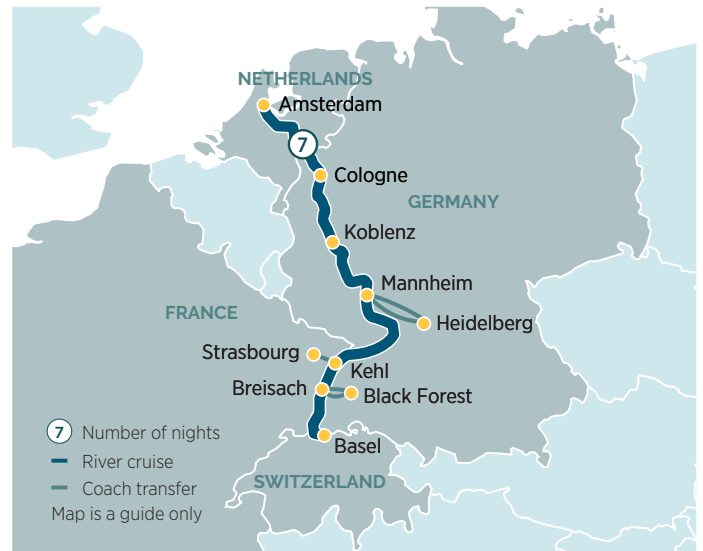 NETHERLANDS
Amsterdam
7
Cologne
GERMANY
Koblenz
Mannheim
FRANCE
Heidelberg
Strasbourg
Kehl
Breisach
Black Forest
Basel
SWITZERLAND
7 Number of nights
River cruise
Coach transfer
Map is a guide only